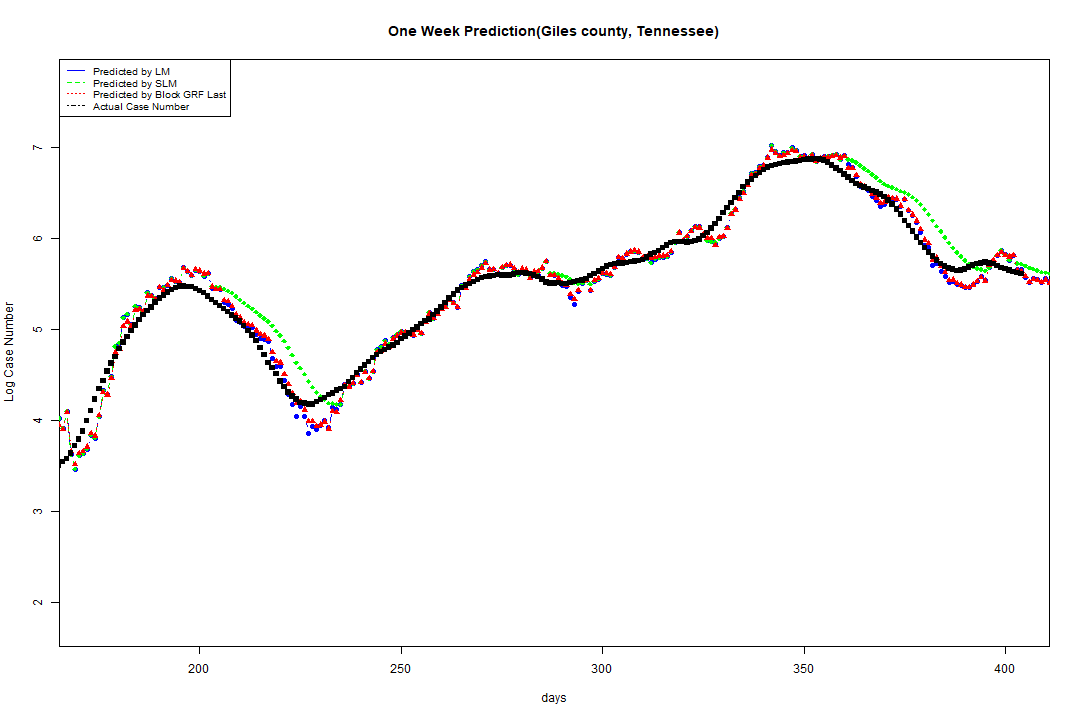 One Week Prediction(Giles county, Tennessee)
Predicted by LM
Predicted by SLM
Predicted by Block GRF Last
Actual Case Number
7
6
5
4
3
2
Log Case Number
200
250
300
350
400
days